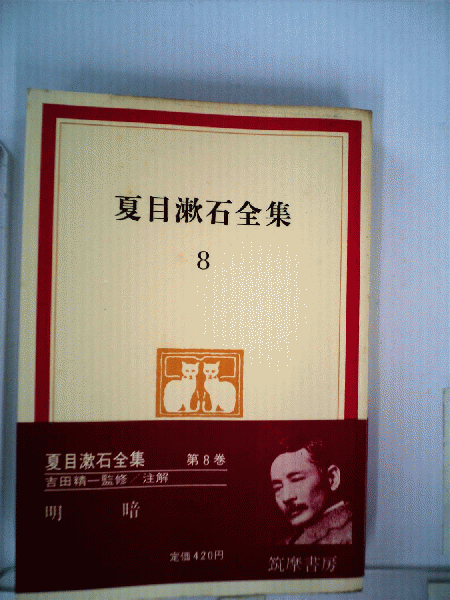 夏目漱石全集
8
夏目漱石全集 第8巻
吉田精一監修/注解
明 暗
定価420円
筑摩書房